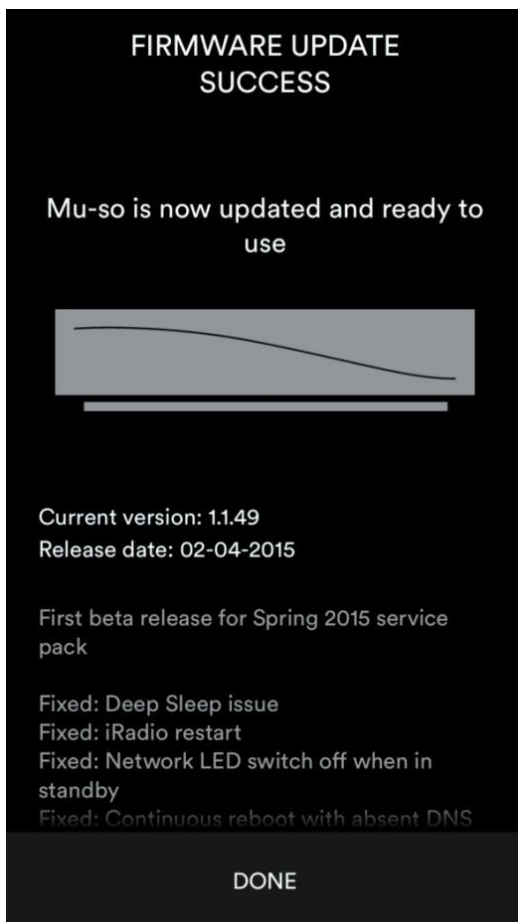 FIRMWARE UPDATE
SUCCESS
Mu-so is now updated and ready to
use
Current version: 1.1.49
Release date: 02-04-2015
First beta release for Spring 2015 service
pack
Fixed: Deep Sleep issue
Fixed: iRadio restart
Fixed: Network LED switch off when in
standby
Fixed: Continuous reboot with absent DNS
DONE